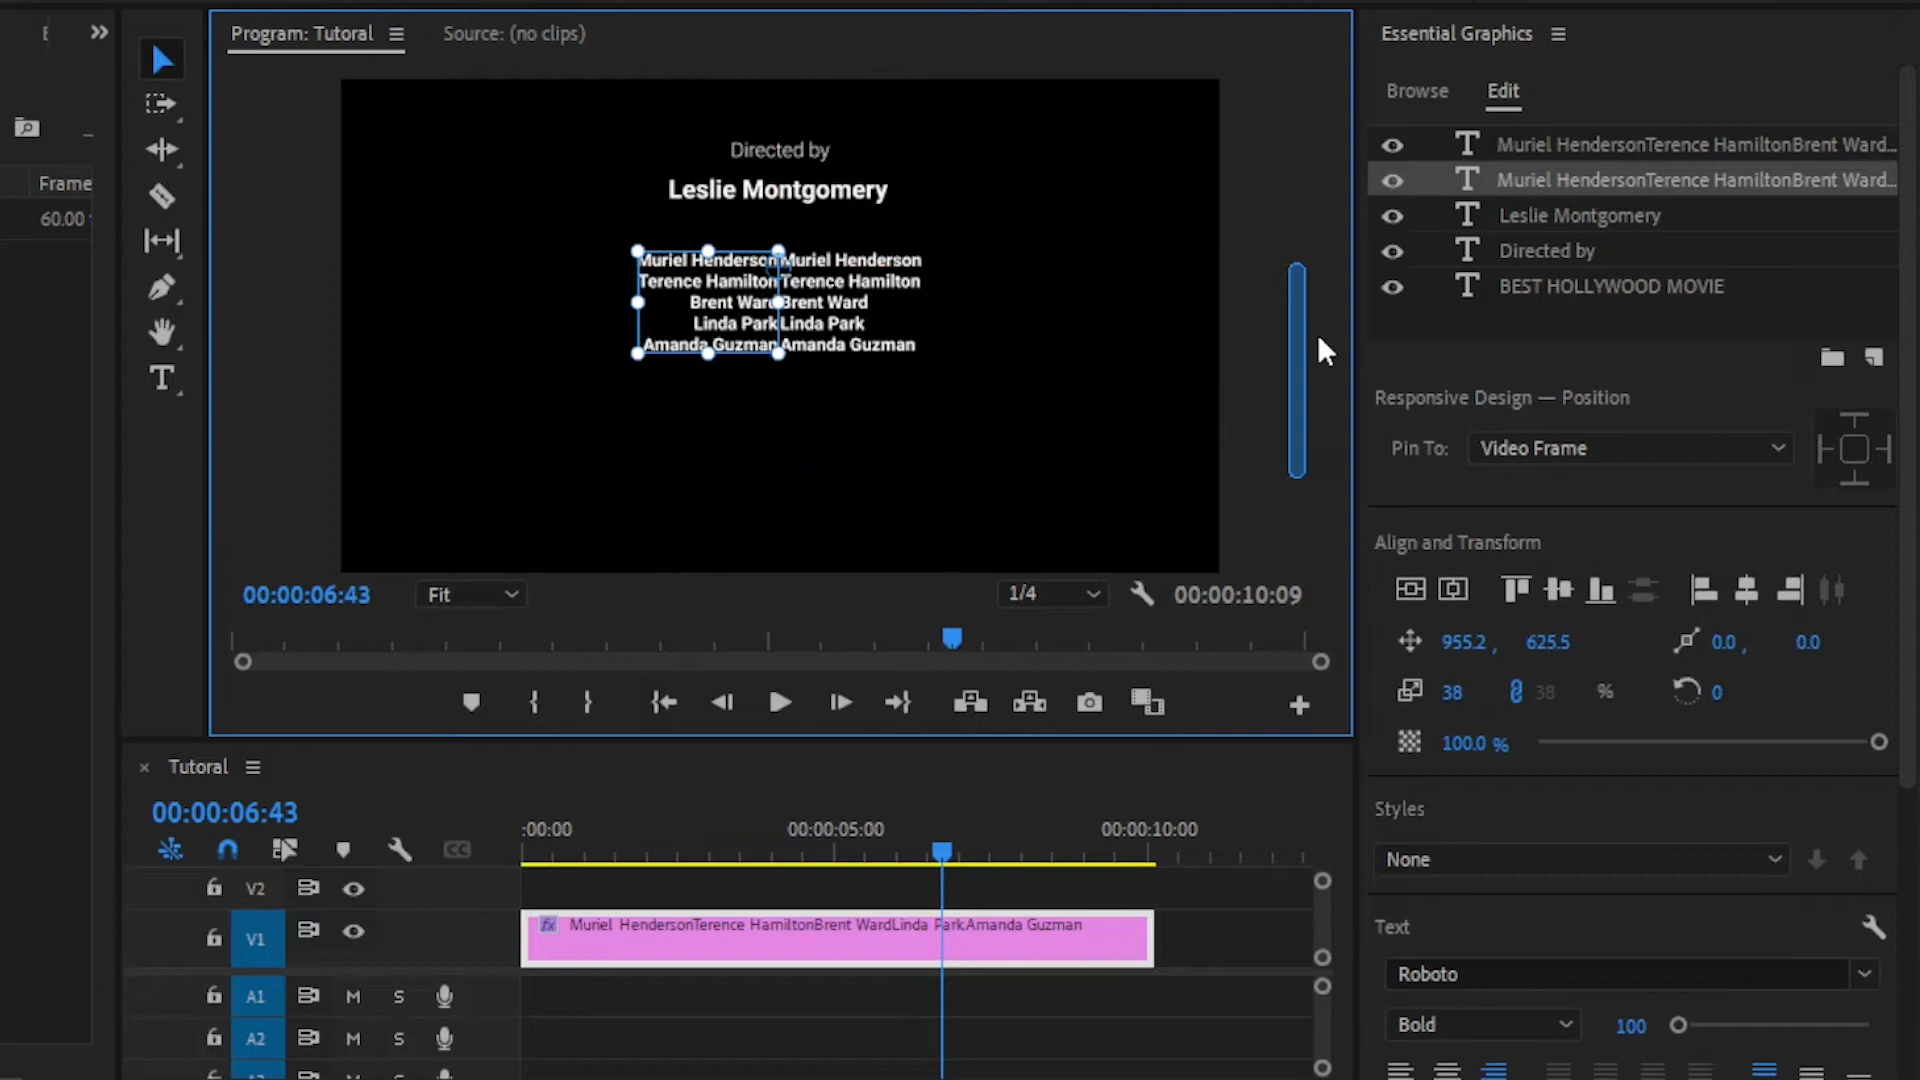 Program: Tutoral
Source: (no clips)
Essential Graphics
Browse
Edit
Frame
60.00
Directed by
Leslie Montgomery
Muriel Henderson Muriel Henderson
Terence Hamilton Terence Hamilton
Brent Ward Brent Ward
Linda Park Linda Park
Amanda Guzman Amanda Guzman
Muriel HendersonTerence HamiltonBrent Ward...
Muriel HendersonTerence HamiltonBrent Ward...
Leslie Montgomery
Directed by
BEST HOLLYWOOD MOVIE
Responsive Design — Position
Pin To: Video Frame
Align and Transform
955.2 , 625.5 0.0 , 0.0
38 38 % 0
100.0 %
Styles
None
Text
Roboto
Bold 100
00:00:06:43 Fit 1/4 00:00:10:09
× Tutoral
00:00:06:43
:00:00 00:00:05:00 00:00:10:00
V2
V1
fx Muriel HendersonTerence HamiltonBrent WardLinda ParkAmanda Guzman
A1 M S
A2 M S